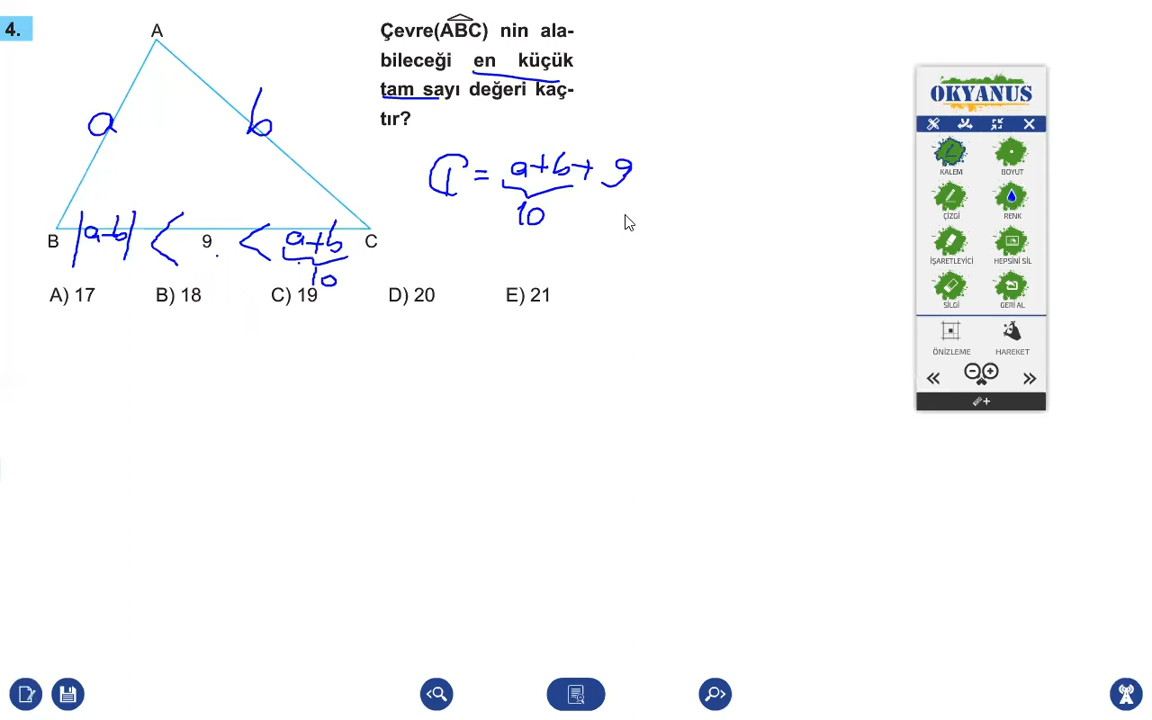 4.
A
Çevre(ABC) nin ala-
bileceği en küçük
tam sayı değeri kaç-
tır?
a
b
Ç = a+b+9
10
B
|a-b| < 9 < a+b
C
10
A) 17 B) 18 C) 19 D) 20 E) 21
OKYANUS
KALEM BOYUT
ÇİZGİ RENK
İŞARETLEYİCİ HEPSİNİ SİL
SİLGİ GERİ AL
ÖNİZLEME HAREKET